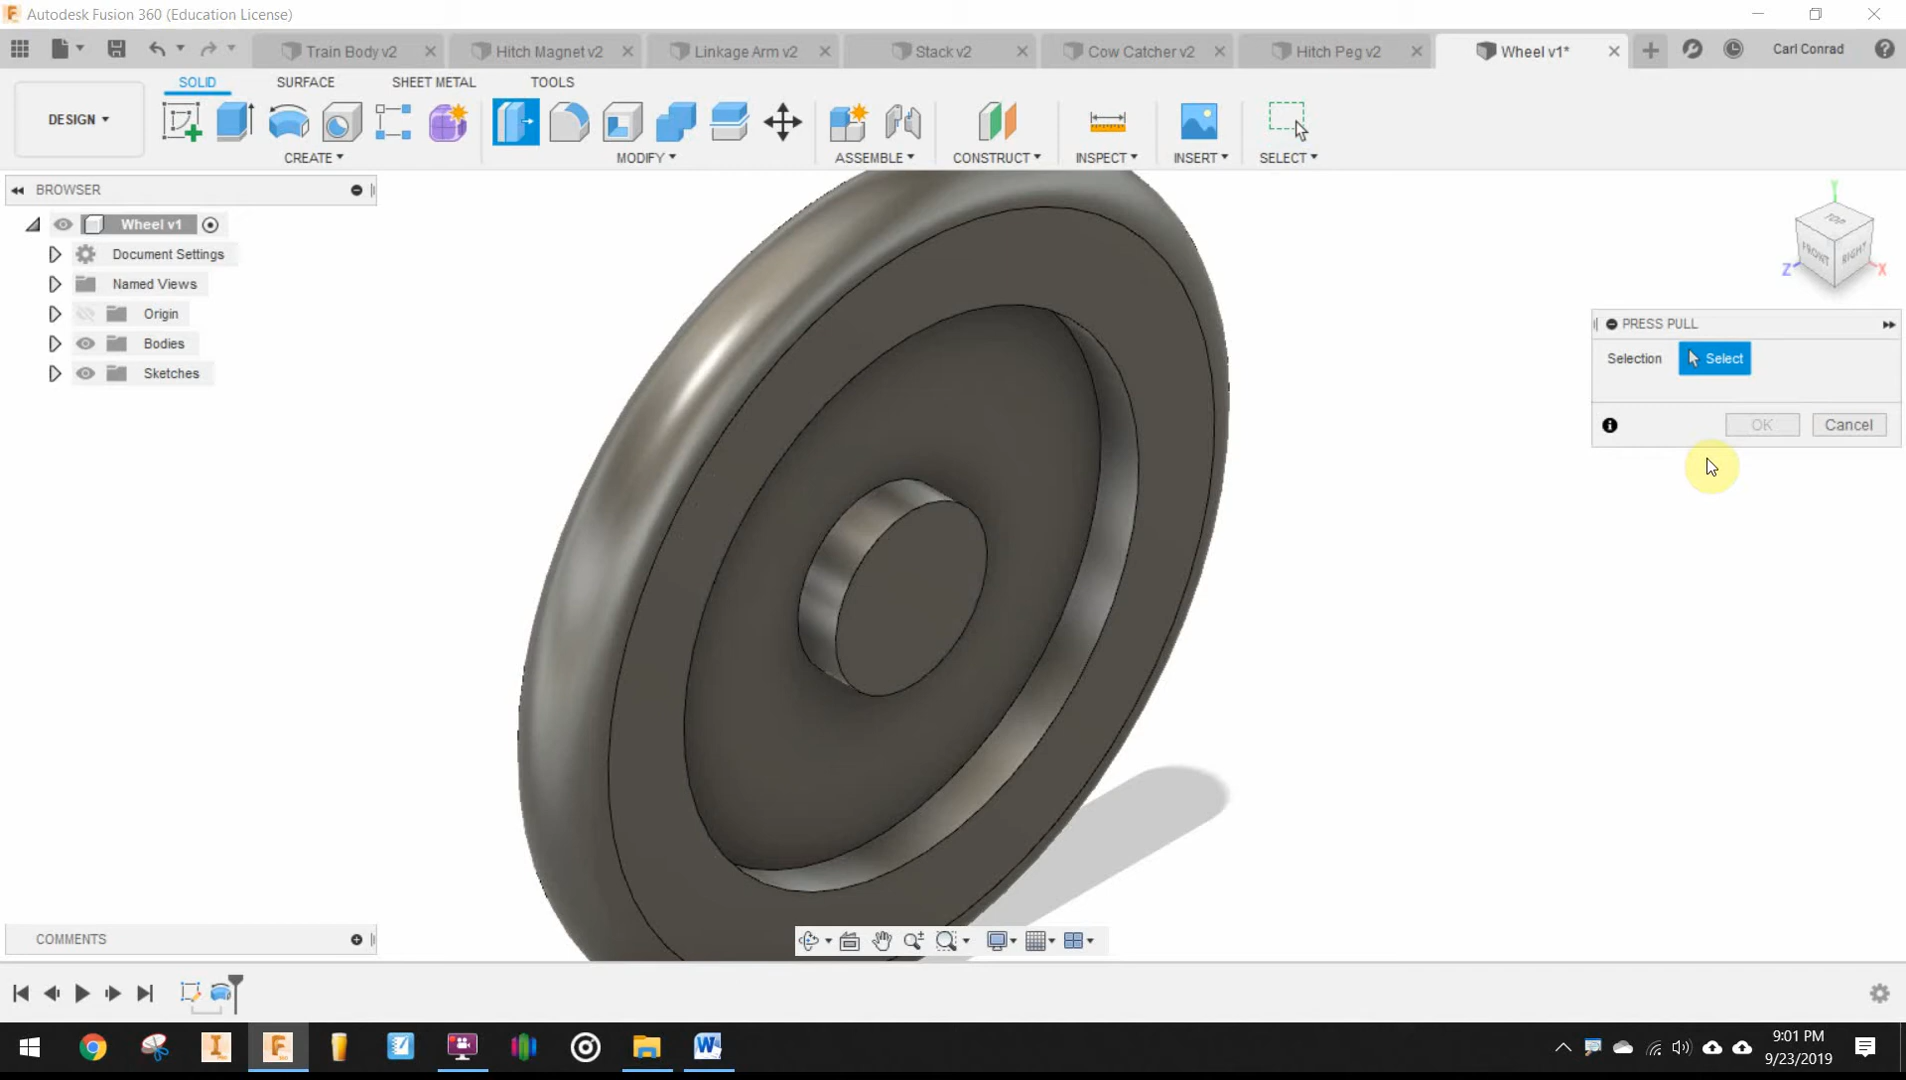 Autodesk Fusion 360 (Education License)
Train Body v2
Hitch Magnet v2
Linkage Arm v2
Stack v2
Cow Catcher v2
Hitch Peg v2
Wheel v1*
Carl Conrad
SOLID
SURFACE
SHEET METAL
TOOLS
DESIGN
CREATE
MODIFY
ASSEMBLE
CONSTRUCT
INSPECT
INSERT
SELECT
BROWSER
Wheel v1
Document Settings
Named Views
Origin
Bodies
Sketches
Y
TOP
FRONT
RIGHT
Z
X
PRESS PULL
Selection
Select
OK
Cancel
COMMENTS
9:01 PM
9/23/2019